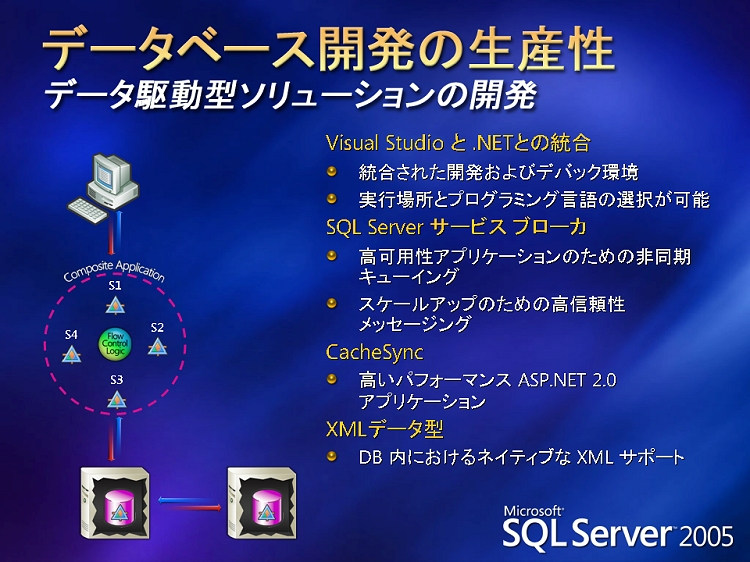 データベース開発の生産性
データ駆動型ソリューションの開発
Visual Studio と .NETとの統合
統合された開発およびデバック環境
実行場所とプログラミング言語の選択が可能
SQL Server サービス ブローカ
高可用性アプリケーションのための非同期
キューイング
スケールアップのための高信頼性
メッセージング
CacheSync
高いパフォーマンス ASP.NET 2.0
アプリケーション
XMLデータ型
DB 内におけるネイティブな XML サポート
Composite Application
S1
S2
S4
Flow
Control
Logic
S3
Microsoft®
SQL Server™ 2005